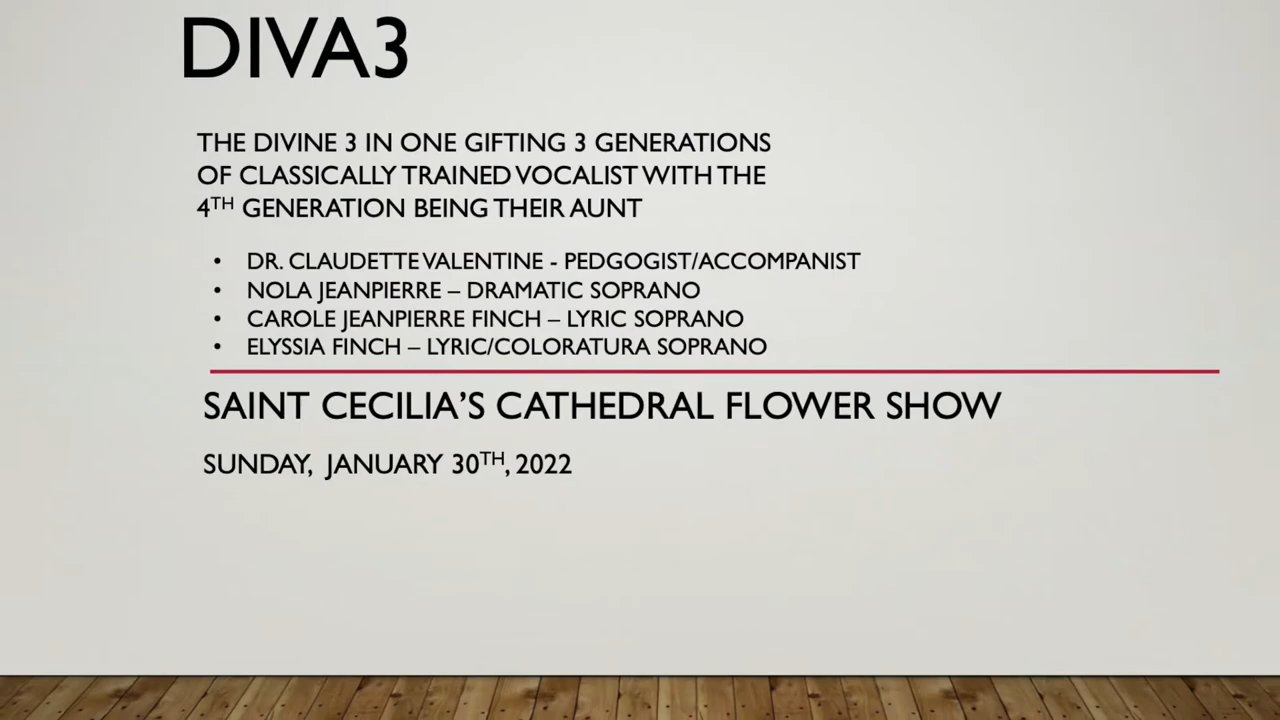 DIVA3
THE DIVINE 3 IN ONE GIFTING 3 GENERATIONS
OF CLASSICALLY TRAINED VOCALIST WITH THE
4TH GENERATION BEING THEIR AUNT
• DR. CLAUDETTE VALENTINE - PEDGOGIST/ACCOMPANIST
• NOLA JEANPIERRE – DRAMATIC SOPRANO
• CAROLE JEANPIERRE FINCH – LYRIC SOPRANO
• ELYSSIA FINCH – LYRIC/COLORATURA SOPRANO
SAINT CECILIA’S CATHEDRAL FLOWER SHOW
SUNDAY, JANUARY 30TH, 2022